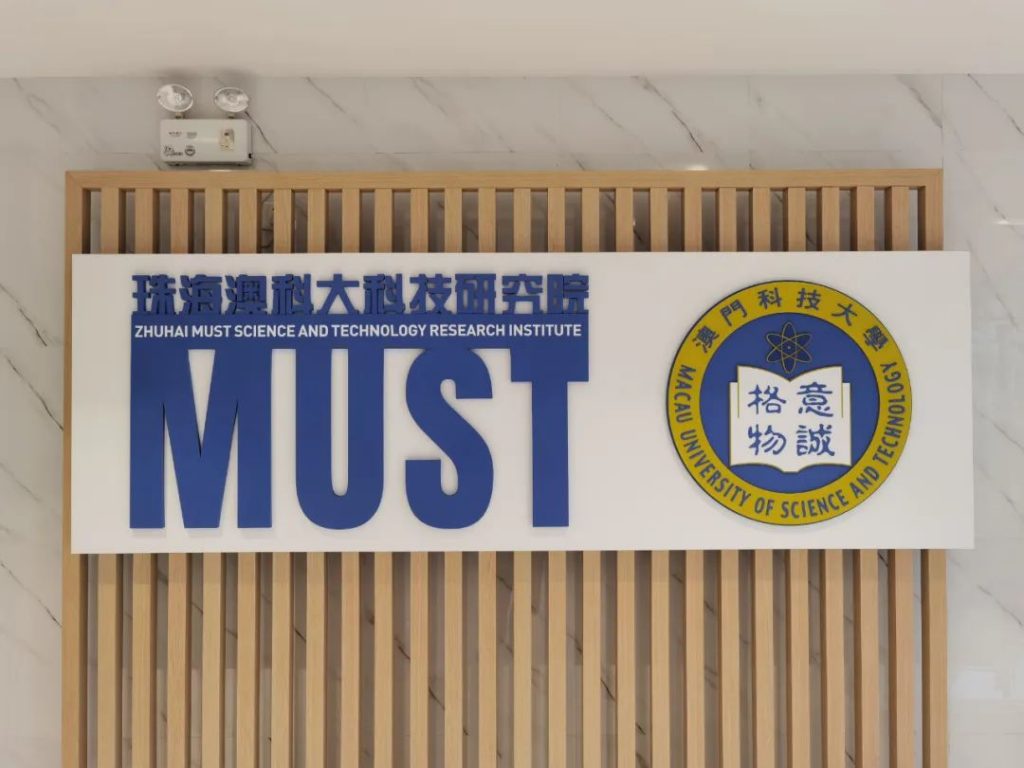 珠海澳科大科技研究院
ZHUHAI MUST SCIENCE AND TECHNOLOGY RESEARCH INSTITUTE
MUST
澳門科技大學
格意
物誠
MACAU UNIVERSITY OF SCIENCE AND TECHNOLOGY